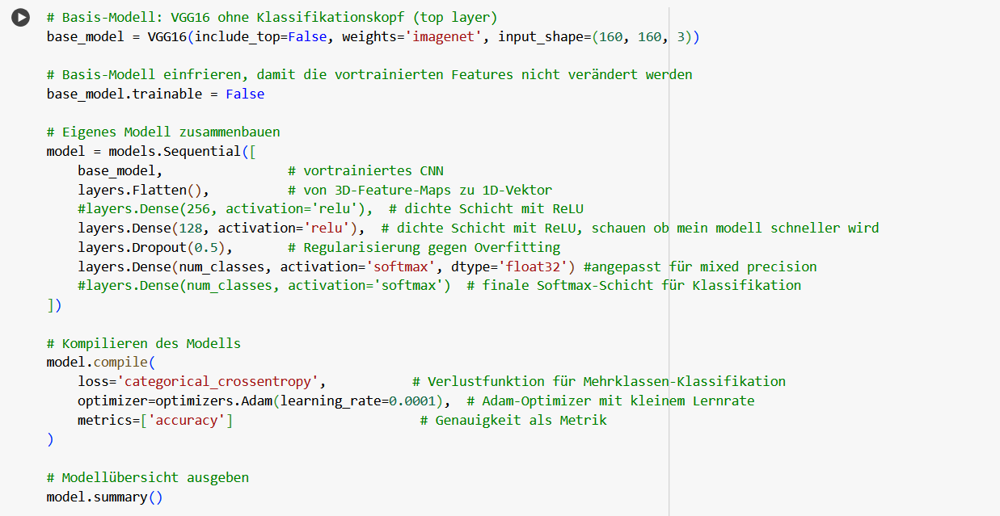 # Basis-Modell: VGG16 ohne Klassifikationskopf (top layer)
base_model = VGG16(include_top=False, weights='imagenet', input_shape=(160, 160, 3))

# Basis-Modell einfrieren, damit die vortrainierten Features nicht verändert werden
base_model.trainable = False

# Eigenes Modell zusammenbauen
model = models.Sequential([
    base_model,                # vortrainiertes CNN
    layers.Flatten(),          # von 3D-Feature-Maps zu 1D-Vektor
    #layers.Dense(256, activation='relu'),  # dichte Schicht mit ReLU
    layers.Dense(128, activation='relu'),  # dichte Schicht mit ReLU, schauen ob mein modell schneller wird
    layers.Dropout(0.5),       # Regularisierung gegen Overfitting
    layers.Dense(num_classes, activation='softmax', dtype='float32') #angepasst für mixed precision
    #layers.Dense(num_classes, activation='softmax')  # finale Softmax-Schicht für Klassifikation
])

# Kompilieren des Modells
model.compile(
    loss='categorical_crossentropy',           # Verlustfunktion für Mehrklassen-Klassifikation
    optimizer=optimizers.Adam(learning_rate=0.0001),  # Adam-Optimizer mit kleinem Lernrate
    metrics=['accuracy']                        # Genauigkeit als Metrik
)

# Modellübersicht ausgeben
model.summary()